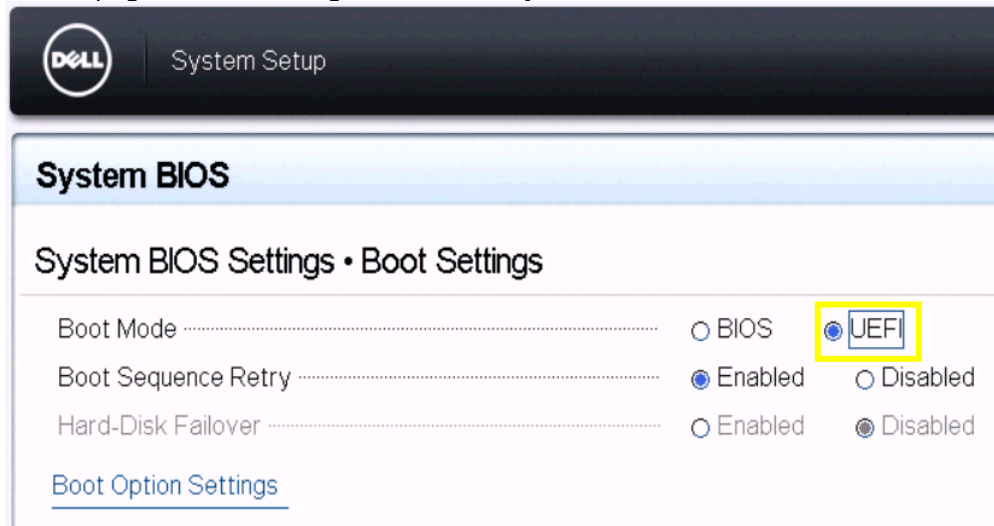 DELL
System Setup
System BIOS
System BIOS Settings • Boot Settings
Boot Mode BIOS UEFI
Boot Sequence Retry Enabled Disabled
Hard-Disk Failover Enabled Disabled
Boot Option Settings